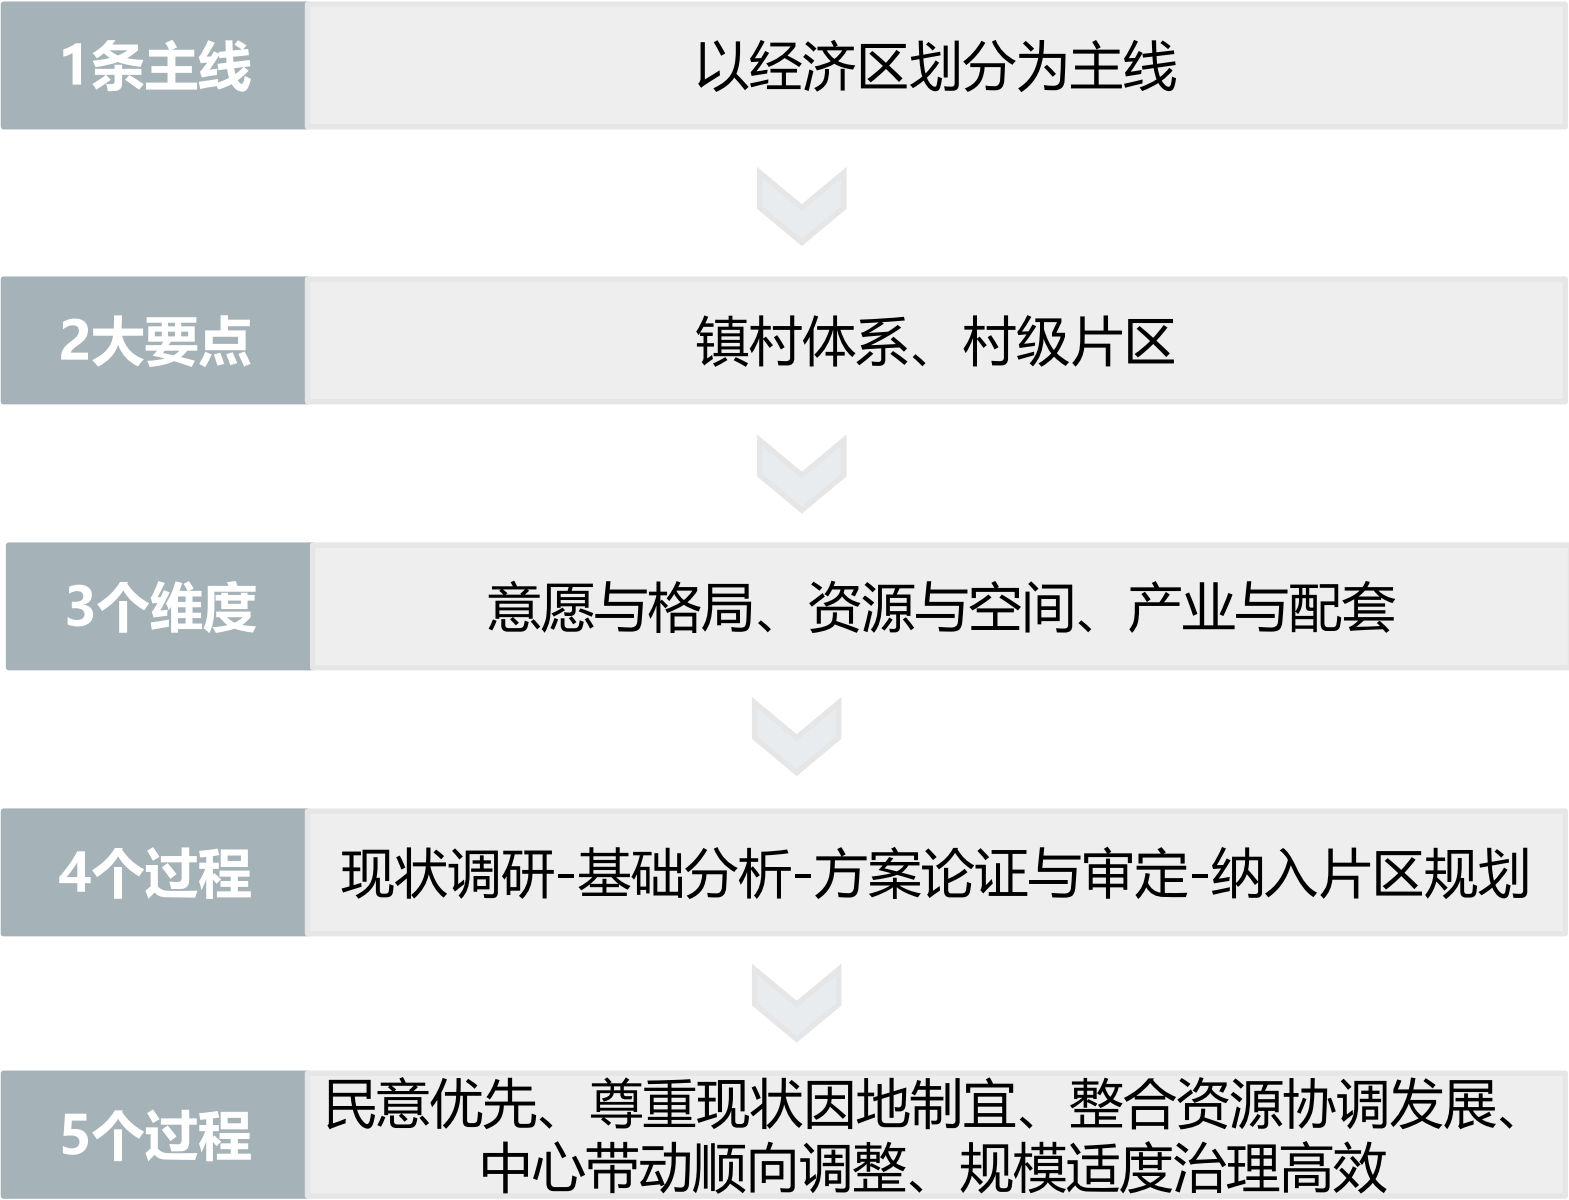 1条主线
以经济区划分为主线
2大要点
镇村体系、村级片区
3个维度
意愿与格局、资源与空间、产业与配套
4个过程
现状调研-基础分析-方案论证与审定-纳入片区规划
5个过程
民意优先、尊重现状因地制宜、整合资源协调发展、
中心带动顺向调整、规模适度治理高效